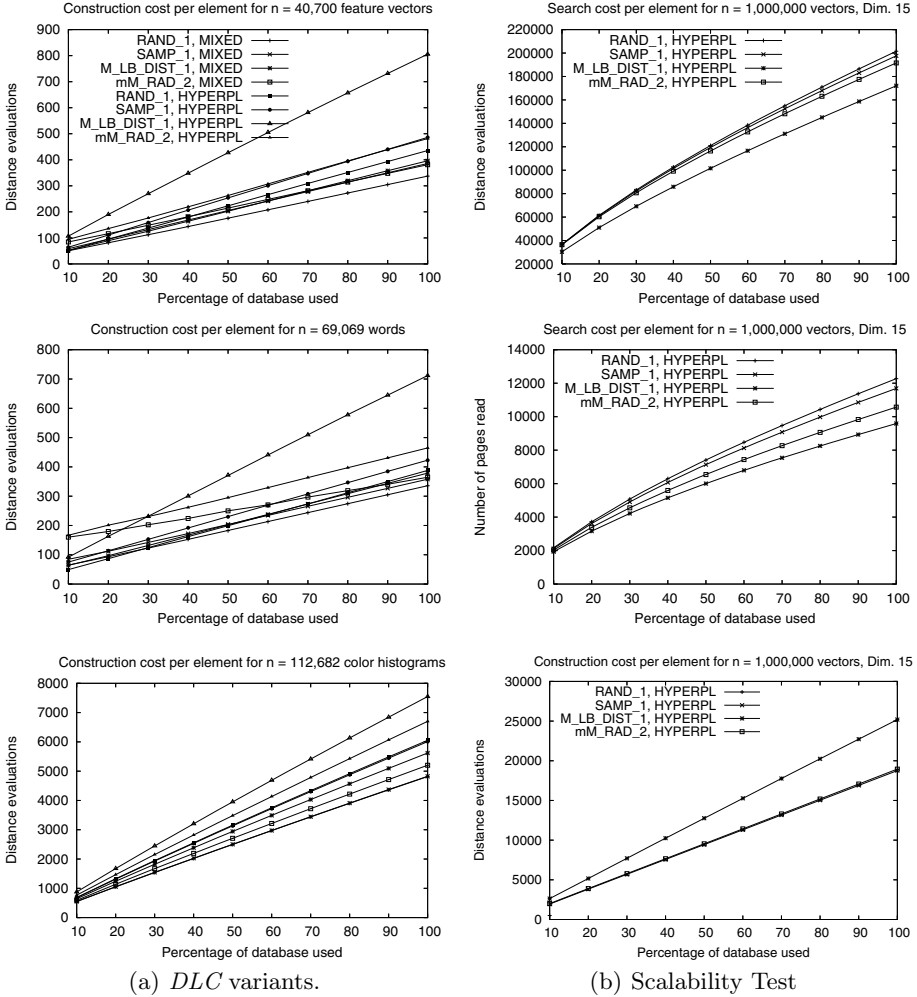 Construction cost per element for n = 40,700 feature vectors
Distance evaluations
900
800
700
600
500
400
300
200
100
0
RAND_1, MIXED
SAMP_1, MIXED
M_LB_DIST_1, MIXED
mM_RAD_2, MIXED
RAND_1, HYPERPL
SAMP_1, HYPERPL
M_LB_DIST_1, HYPERPL
mM_RAD_2, HYPERPL
10 20 30 40 50 60 70 80 90 100
Percentage of database used
Search cost per element for n = 1,000,000 vectors, Dim. 15
Distance evaluations
220000
200000
180000
160000
140000
120000
100000
80000
60000
40000
20000
RAND_1, HYPERPL
SAMP_1, HYPERPL
M_LB_DIST_1, HYPERPL
mM_RAD_2, HYPERPL
10 20 30 40 50 60 70 80 90 100
Percentage of database used
Construction cost per element for n = 69,069 words
Distance evaluations
800
700
600
500
400
300
200
100
0
10 20 30 40 50 60 70 80 90 100
Percentage of database used
Search cost per element for n = 1,000,000 vectors, Dim. 15
Number of pages read
14000
12000
10000
8000
6000
4000
2000
0
RAND_1, HYPERPL
SAMP_1, HYPERPL
M_LB_DIST_1, HYPERPL
mM_RAD_2, HYPERPL
10 20 30 40 50 60 70 80 90 100
Percentage of database used
Construction cost per element for n = 112,682 color histograms
Distance evaluations
8000
7000
6000
5000
4000
3000
2000
1000
0
10 20 30 40 50 60 70 80 90 100
Percentage of database used
Construction cost per element for n = 1,000,000 vectors, Dim. 15
Distance evaluations
30000
25000
20000
15000
10000
5000
0
RAND_1, HYPERPL
SAMP_1, HYPERPL
M_LB_DIST_1, HYPERPL
mM_RAD_2, HYPERPL
10 20 30 40 50 60 70 80 90 100
Percentage of database used
(a) DLC variants.
(b) Scalability Test